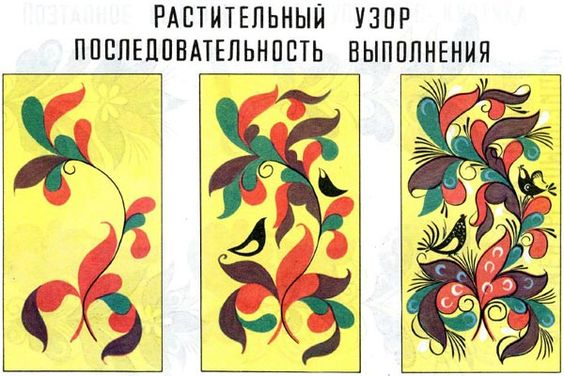 РАСТИТЕЛЬНЫЙ УЗОР
ПОСЛЕДОВАТЕЛЬНОСТЬ ВЫПОЛНЕНИЯ